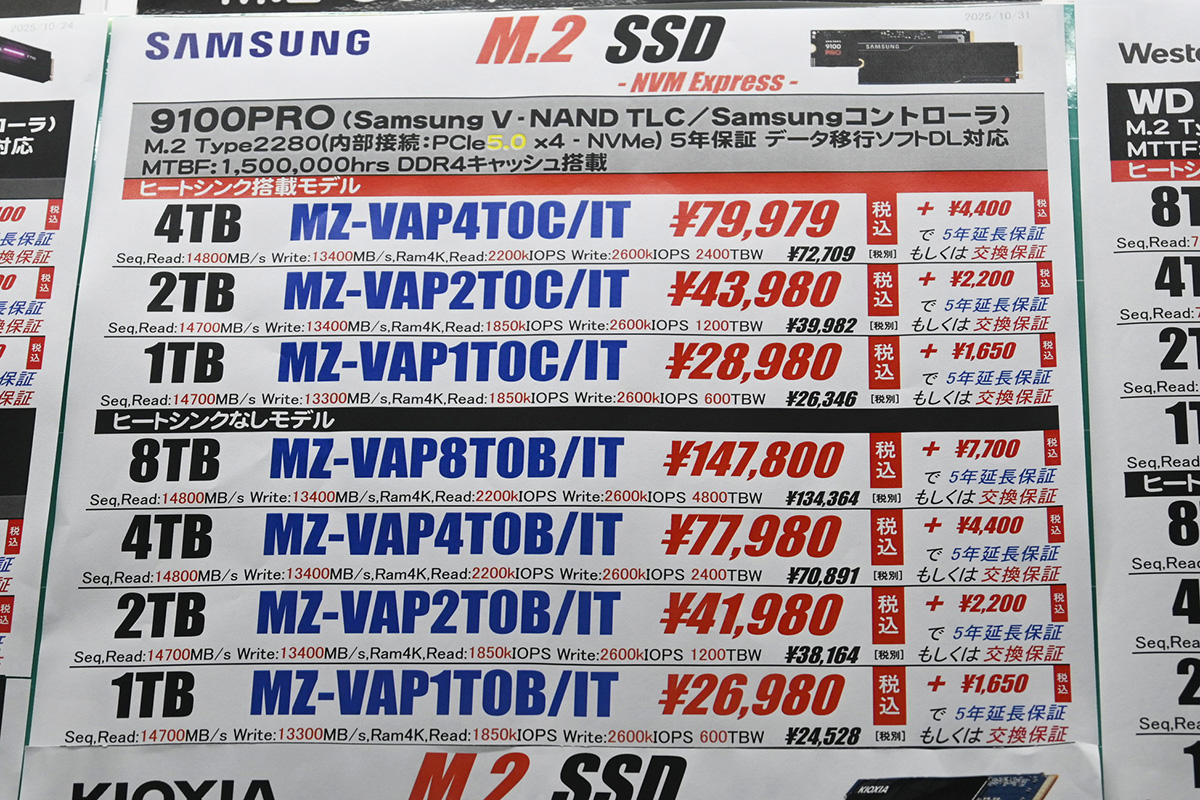 2025/10/24
2025/10/31
SAMSUNG M.2 SSD
- NVM Express -
9100 PRO
SAMSUNG
9100PRO (Samsung V-NAND TLC/Samsungコントローラ)
M.2 Type2280(内部接続:PCIe5.0 x4 - NVMe) 5年保証 データ移行ソフトDL対応
MTBF:1,500,000hrs DDR4キャッシュ搭載
ヒートシンク搭載モデル
4TB MZ-VAP4T0C/IT ¥79,979 税込 + ¥4,400 税込
で 5年延長保証
Seq,Read:14800MB/s Write:13400MB/s,Ram4K,Read:2200kIOPS Write:2600kIOPS 2400TBW ¥72,709 [税別] もしくは 交換保証
2TB MZ-VAP2T0C/IT ¥43,980 税込 + ¥2,200 税込
で 5年延長保証
Seq,Read:14700MB/s Write:13400MB/s,Ram4K,Read:1850kIOPS Write:2600kIOPS 1200TBW ¥39,982 [税別] もしくは 交換保証
1TB MZ-VAP1T0C/IT ¥28,980 税込 + ¥1,650 税込
で 5年延長保証
Seq,Read:14700MB/s Write:13300MB/s,Ram4K,Read:1850kIOPS Write:2600kIOPS 600TBW ¥26,346 [税別] もしくは 交換保証
ヒートシンクなしモデル
8TB MZ-VAP8T0B/IT ¥147,800 税込 + ¥7,700 税込
で 5年延長保証
Seq,Read:14800MB/s Write:13400MB/s,Ram4K,Read:2200kIOPS Write:2600kIOPS 4800TBW ¥134,364 [税別] もしくは 交換保証
4TB MZ-VAP4T0B/IT ¥77,980 税込 + ¥4,400 税込
で 5年延長保証
Seq,Read:14800MB/s Write:13400MB/s,Ram4K,Read:2200kIOPS Write:2600kIOPS 2400TBW ¥70,891 [税別] もしくは 交換保証
2TB MZ-VAP2T0B/IT ¥41,980 税込 + ¥2,200 税込
で 5年延長保証
Seq,Read:14700MB/s Write:13400MB/s,Ram4K,Read:1850kIOPS Write:2600kIOPS 1200TBW ¥38,164 [税別] もしくは 交換保証
1TB MZ-VAP1T0B/IT ¥26,980 税込 + ¥1,650 税込
で 5年延長保証
Seq,Read:14700MB/s Write:13300MB/s,Ram4K,Read:1850kIOPS Write:2600kIOPS 600TBW ¥24,528 [税別] もしくは 交換保証
KIOXIA M.2 SSD
KIOXIA
WD